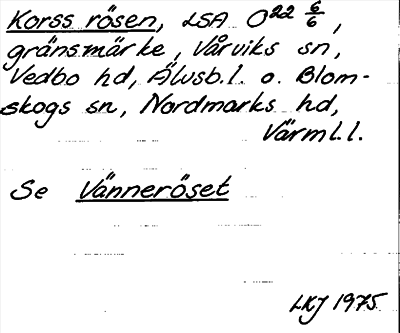 Korss rösen, LSA O22 6/6,
gränsmärke, Vårviks sn,
Vedbo hd, Älvsb.l. o. Blom-
skogs sn, Nordmarks hd,
Värml.l.
Se Vänneröset
LKJ 1975